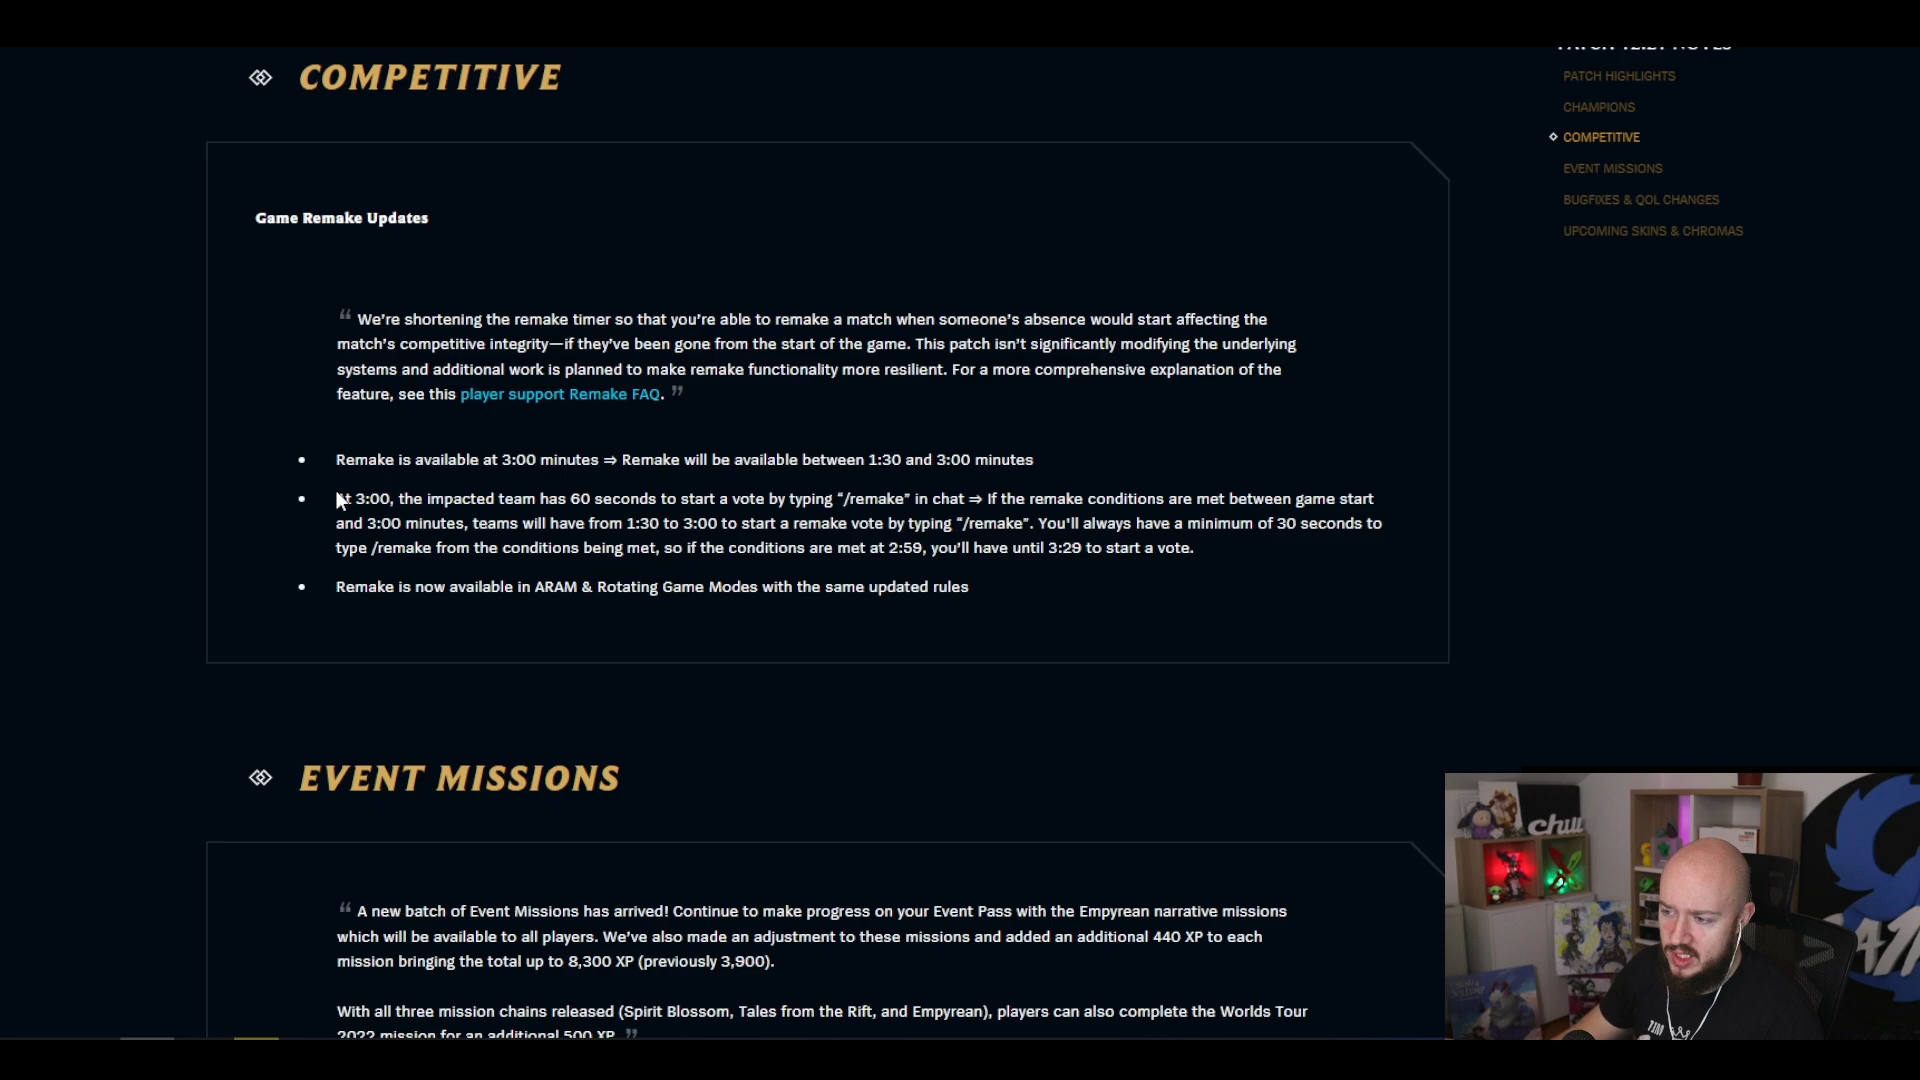 COMPETITIVE
Game Remake Updates
“ We’re shortening the remake timer so that you’re able to remake a match when someone’s absence would start affecting the
match’s competitive integrity—if they’ve been gone from the start of the game. This patch isn’t significantly modifying the underlying
systems and additional work is planned to make remake functionality more resilient. For a more comprehensive explanation of the
feature, see this player support Remake FAQ. ”
• Remake is available at 3:00 minutes ⇒ Remake will be available between 1:30 and 3:00 minutes
• At 3:00, the impacted team has 60 seconds to start a vote by typing “/remake” in chat ⇒ If the remake conditions are met between game start
and 3:00 minutes, teams will have from 1:30 to 3:00 to start a remake vote by typing “/remake”. You’ll always have a minimum of 30 seconds to
type /remake from the conditions being met, so if the conditions are met at 2:59, you’ll have until 3:29 to start a vote.
• Remake is now available in ARAM & Rotating Game Modes with the same updated rules
EVENT MISSIONS
“ A new batch of Event Missions has arrived! Continue to make progress on your Event Pass with the Empyrean narrative missions
which will be available to all players. We’ve also made an adjustment to these missions and added an additional 440 XP to each
mission bringing the total up to 8,300 XP (previously 3,900).
With all three mission chains released (Spirit Blossom, Tales from the Rift, and Empyrean), players can also complete the Worlds Tour
2022 mission for an additional 500 XP. ”
PATCH HIGHLIGHTS
CHAMPIONS
COMPETITIVE
EVENT MISSIONS
BUGFIXES & QOL CHANGES
UPCOMING SKINS & CHROMAS
chill